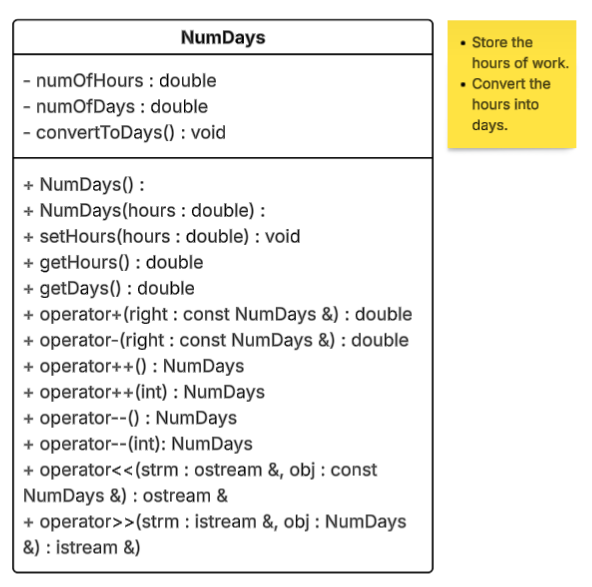 NumDays
- numOfHours : double
- numOfDays : double
- convertToDays() : void
+ NumDays() :
+ NumDays(hours : double) :
+ setHours(hours : double) : void
+ getHours() : double
+ getDays() : double
+ operator+(right : const NumDays &) : double
+ operator-(right : const NumDays &) : double
+ operator++() : NumDays
+ operator++(int) : NumDays
+ operator--() : NumDays
+ operator--(int): NumDays
+ operator<<(strm : ostream &, obj : const
NumDays &) : ostream &
+ operator>>(strm : istream &, obj : NumDays
&) : istream &)
• Store the
hours of work.
• Convert the
hours into
days.